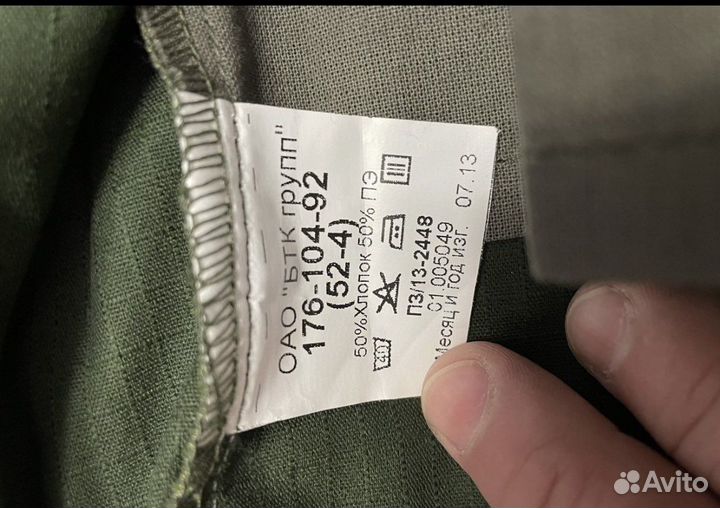 ОАО "БТК групп"
176-104-92
(52-4)
50%Хлопок 50% ПЭ
40
ПЗ/13-2448
01.005049
Месяц и год изг. 07.13
Avito